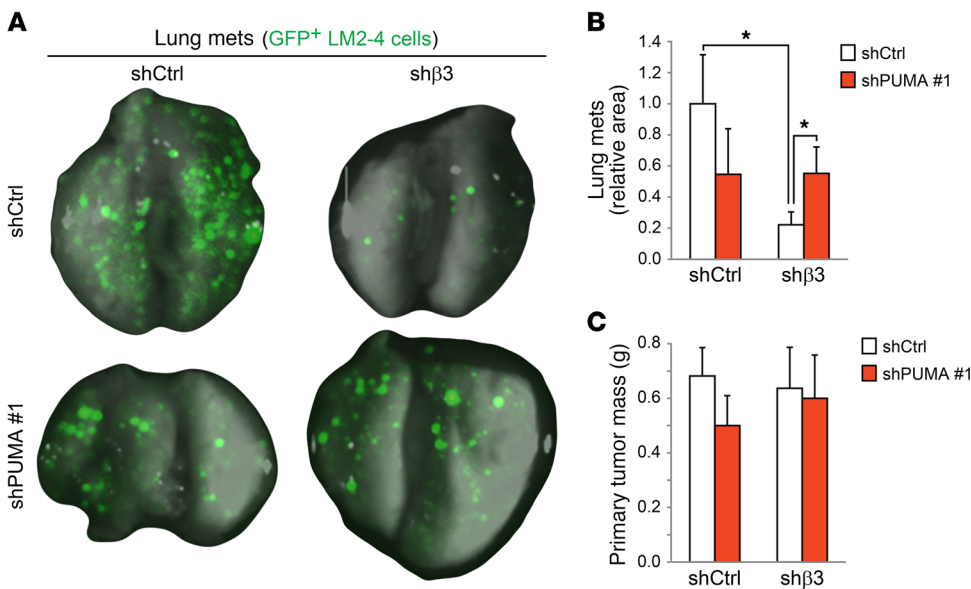 A
Lung mets (GFP+ LM2-4 cells)
shCtrl
shβ3
shCtrl
shPUMA #1
B
Lung mets
(relative area)
1.4
1.2
1.0
0.8
0.6
0.4
0.2
0
*
*
shCtrl
shPUMA #1
shCtrl
shβ3
C
Primary tumor mass (g)
0.8
0.6
0.4
0.2
0.0
shCtrl
shPUMA #1
shCtrl
shβ3